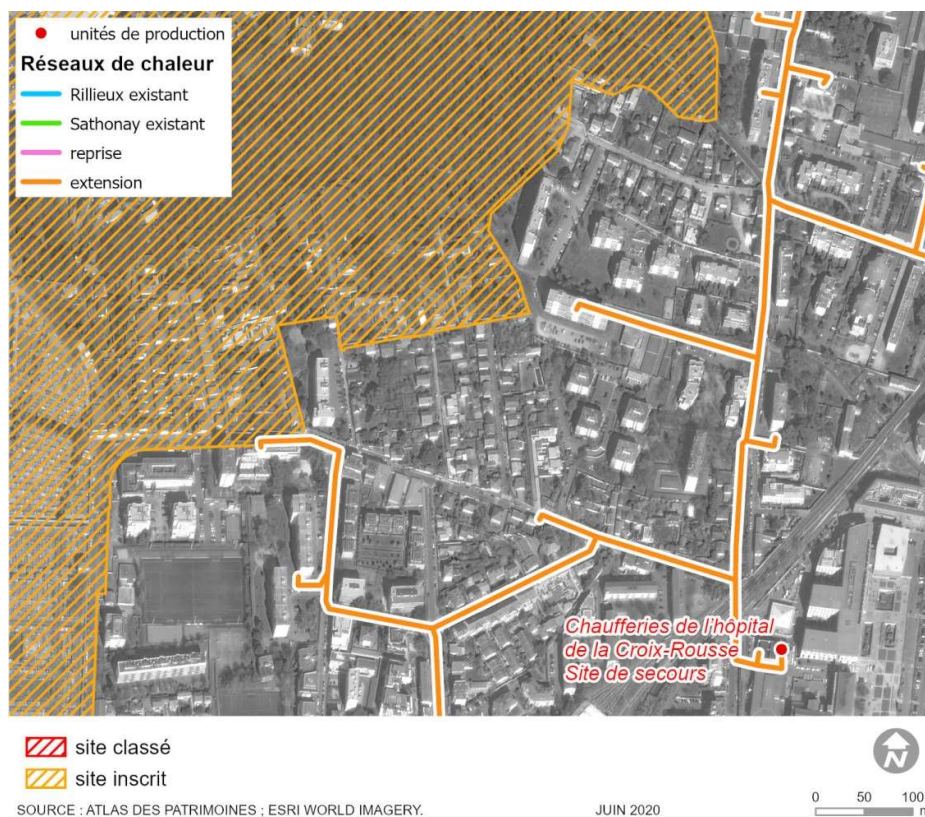 unités de production
Réseaux de chaleur
Rillieux existant
Sathonay existant
reprise
extension
Chaufferies de l'hôpital
de la Croix-Rousse
Site de secours
site classé
site inscrit
N
SOURCE : ATLAS DES PATRIMOINES ; ESRI WORLD IMAGERY.
JUIN 2020
0 50 100